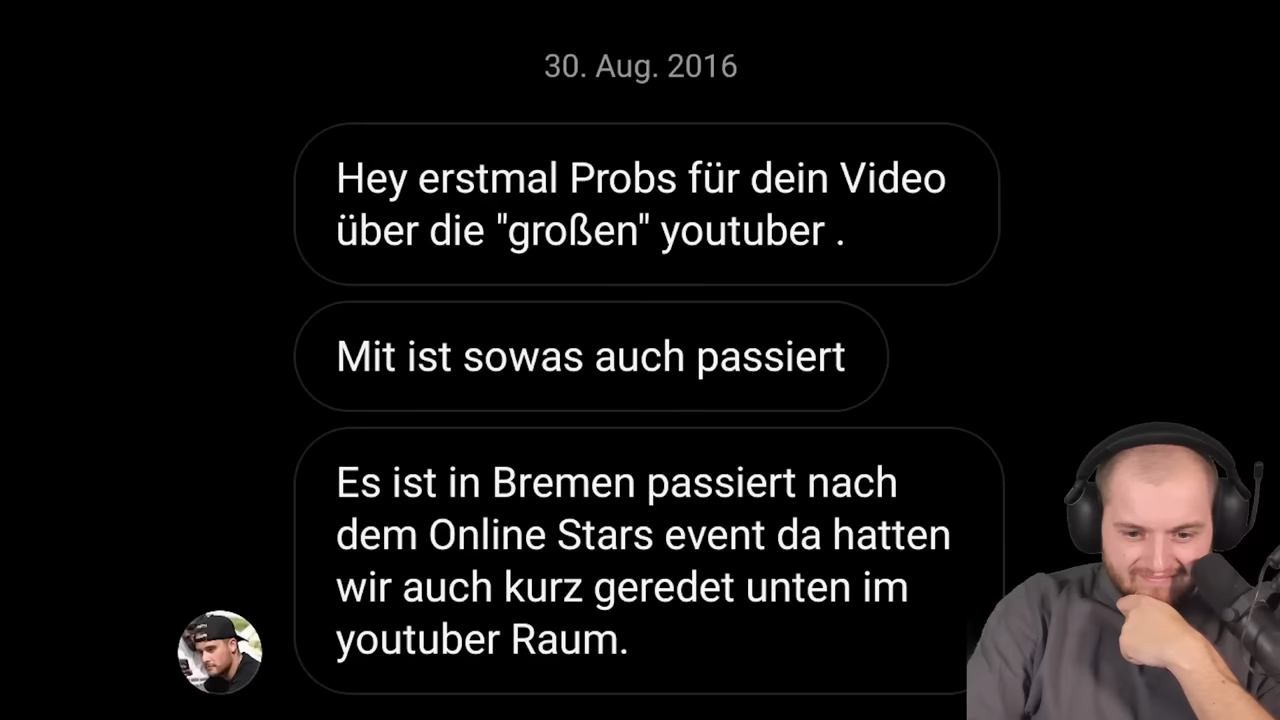 30. Aug. 2016
Hey erstmal Probs für dein Video
über die "großen" youtuber .
Mit ist sowas auch passiert
Es ist in Bremen passiert nach
dem Online Stars event da hatten
wir auch kurz geredet unten im
youtuber Raum.